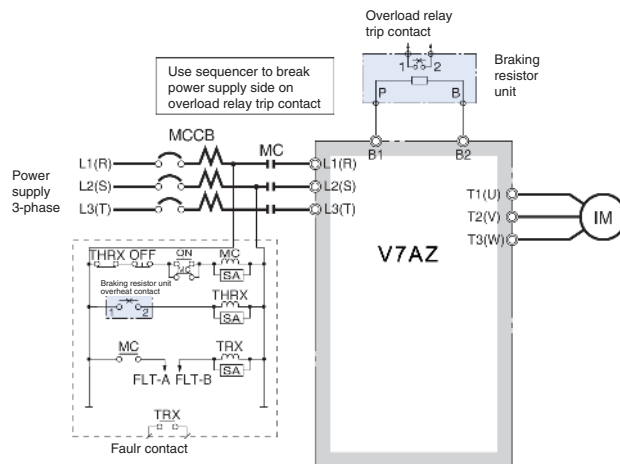 Overload relay
trip contact
1 2
Braking
resistor
unit
P B
Use sequencer to break
power supply side on
overload relay trip contact
MCCB
MC
B1 B2
L1(R) L1(R)
L2(S) L2(S)
L3(T) L3(T)
Power
supply
3-phase
T1(U)
T2(V)
T3(W)
IM
V7AZ
THRX OFF ON MC
MC
SA
Braking resistor unit
overheat contact
1 2
THRX
SA
MC
TRX
SA
FLT-A FLT-B
TRX
Faulr contact